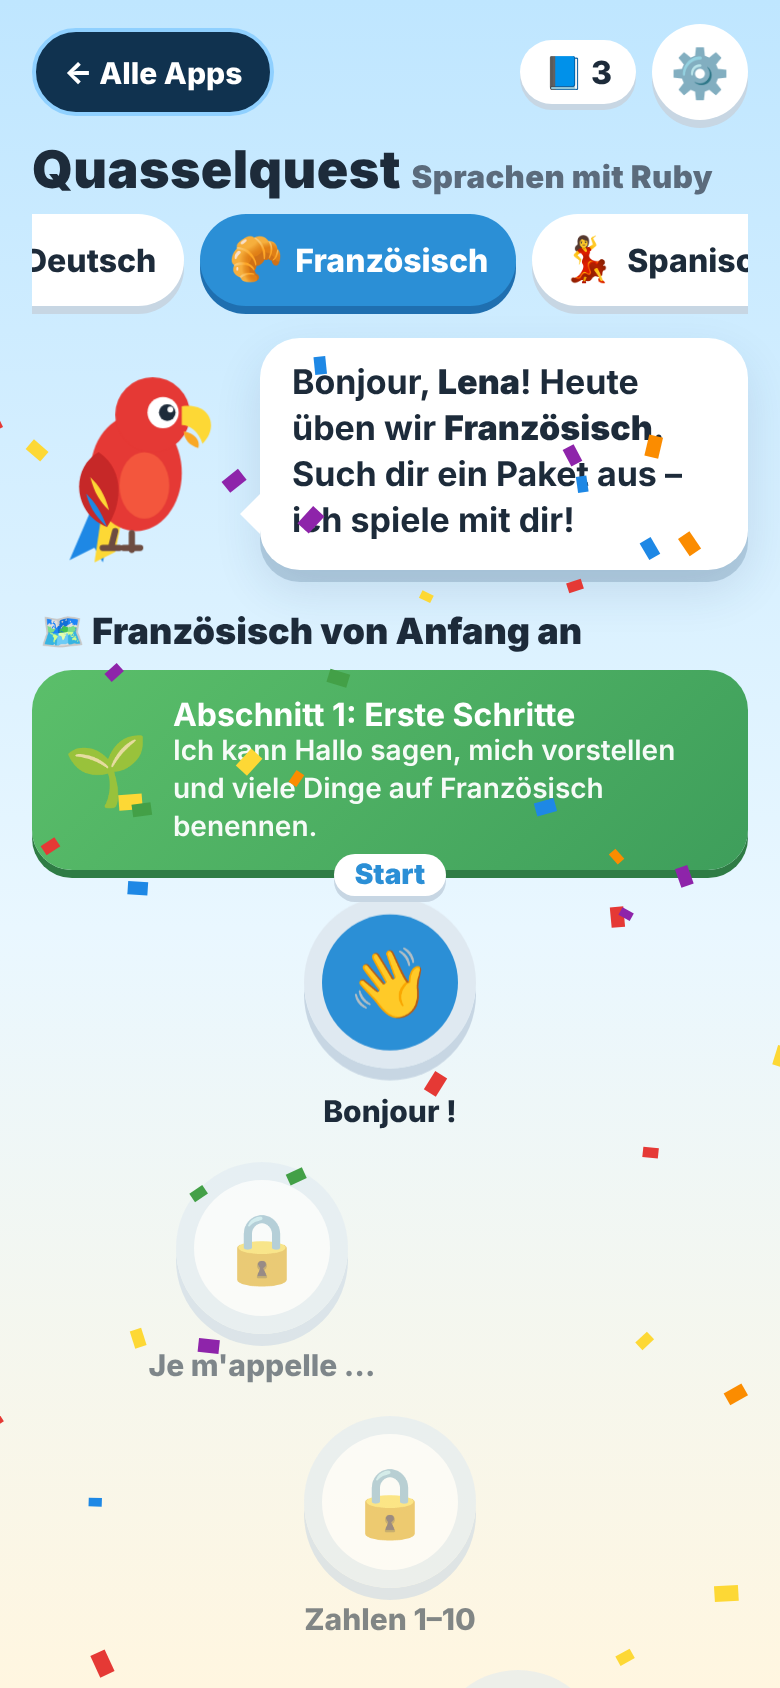 ← Alle Apps
3
Quasselquest Sprachen mit Ruby
Deutsch
Französisch
Bonjour, Lena! Heute
üben wir Französisch.
Such dir ein Paket aus –
ich spiele mit dir!
Französisch von Anfang an
Abschnitt 1: Erste Schritte
Ich kann Hallo sagen, mich vorstellen
und viele Dinge auf Französisch
benennen.
Start
Bonjour !
Je m'appelle ...
Zahlen 1–10